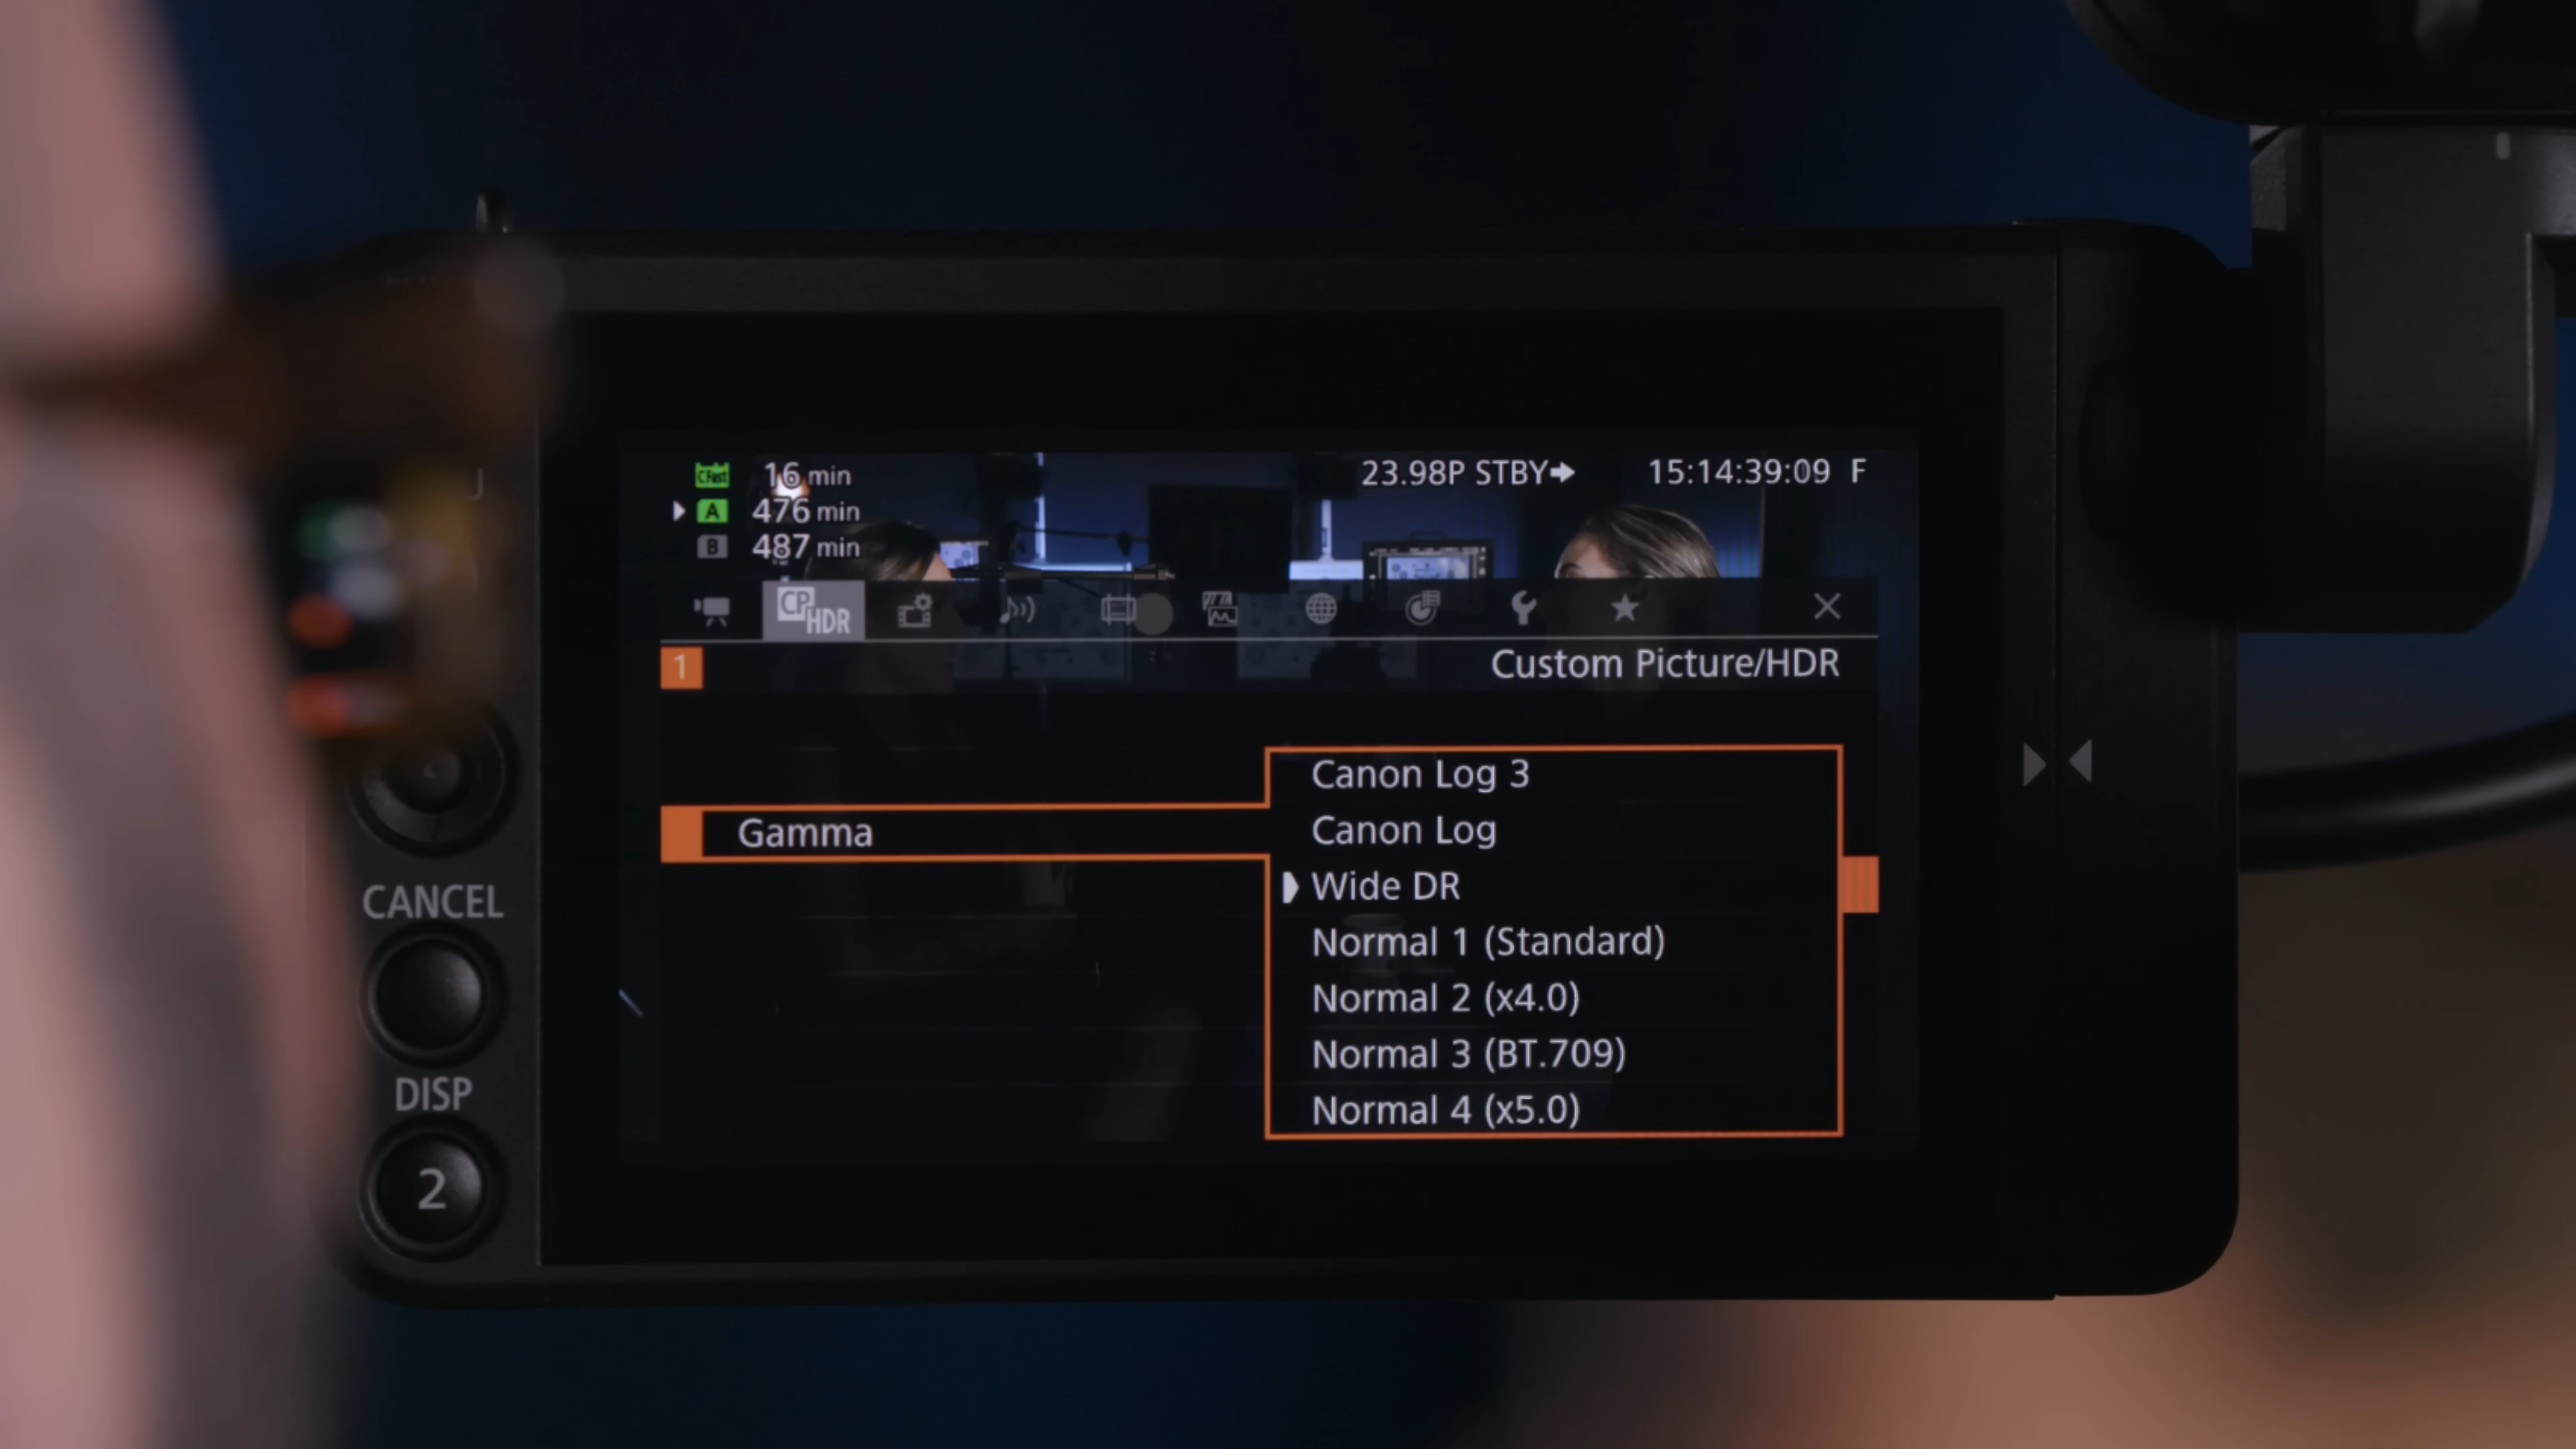 CFast 16 min
23.98P STBY 15:14:39:09 F
A 476 min
B 487 min
CP HDR
1 Custom Picture/HDR
Canon Log 3
Gamma Canon Log
Wide DR
Normal 1 (Standard)
Normal 2 (x4.0)
Normal 3 (BT.709)
Normal 4 (x5.0)
CANCEL
DISP
2